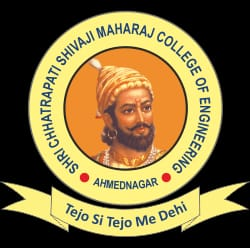 SHRI CHHATRAPATI SHIVAJI MAHARAJ COLLEGE OF ENGINEERING
AHMEDNAGAR
Tejo Si Tejo Me Dehi